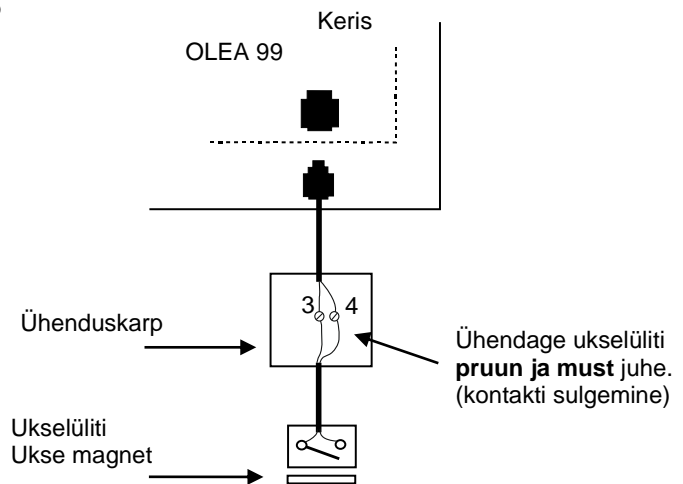 Keris
OLEA 99
3 4
Ühenduskarp
Ühendage ukselüliti
pruun ja must juhe.
(kontakti sulgemine)
Ukselüliti
Ukse magnet